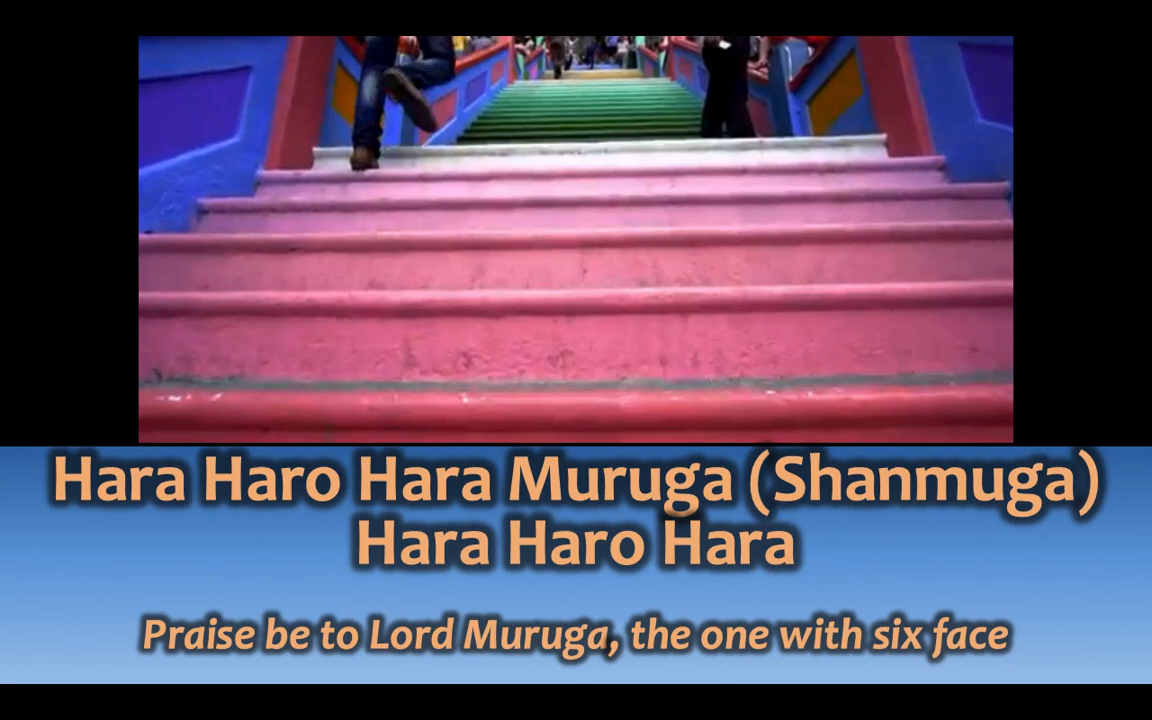 Hara Haro Hara Muruga (Shanmuga)
Hara Haro Hara
Praise be to Lord Muruga, the one with six face